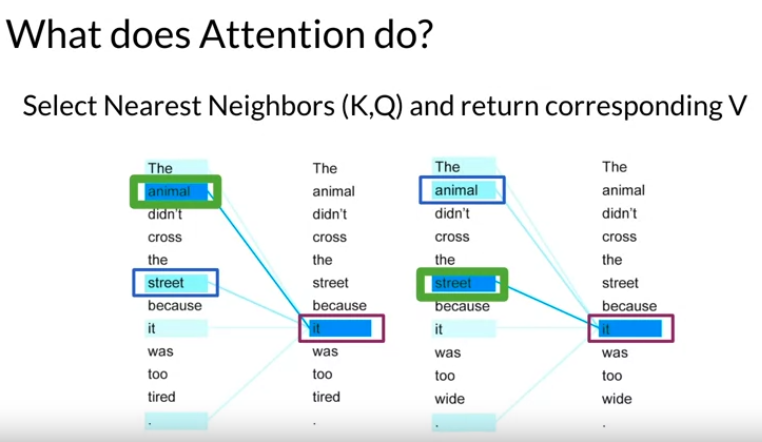 What does Attention do?
Select Nearest Neighbors (K,Q) and return corresponding V
The
animal
didn't
cross
the
street
because
it
was
too
tired
.
The
animal
didn't
cross
the
street
because
it
was
too
tired
.
The
animal
didn't
cross
the
street
because
it
was
too
wide
.
The
animal
didn't
cross
the
street
because
it
was
too
wide
.